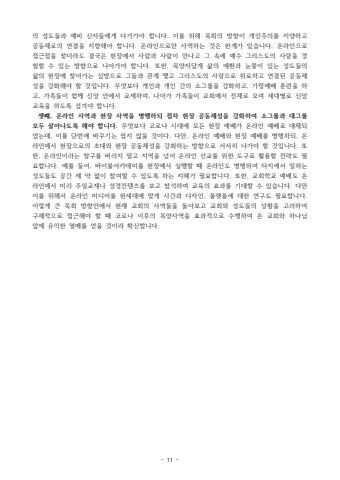 의 성도들과 예비 신자들에게 다가가야 합니다. 이를 위해 목회의 방향이 개인주의를 지양하고
공동체로의 연결을 지향해야 합니다. 온라인으로만 사역하는 것은 한계가 있습니다. 온라인으로
접근점을 찾더라도 결국은 현장에서 사람과 사람이 만나고 그 속에 예수 그리스도의 사랑을 경
험할 수 있는 방향으로 나아가야 합니다. 또한, 목양자답게 삶의 애환과 눈물이 있는 성도들의
삶의 현장에 찾아가는 심방으로 그들과 관계 맺고 그리스도의 사랑으로 위로하고 연결된 공동체
성을 강화해야 할 것입니다. 무엇보다 개인과 개인 간의 소그룹을 강화하고, 가정예배 훈련을 하
고, 가족들이 함께 신앙 안에서 교제하며, 나아가 가족들이 교회에서 전체로 모여 세대별로 신앙
교육을 하도록 섬겨야 합니다.
셋째, 온라인 사역과 현장 사역을 병행하되 점차 현장 공동체성을 강화하여 소그룹과 대그룹
모두 살아나도록 해야 합니다. 무엇보다 코로나 시대에 모든 현장 예배가 온라인 예배로 대체되
었는데, 이를 단번에 바꾸기는 쉽지 않을 것이다. 다만, 온라인 예배와 현장 예배를 병행하되, 온
라인에서 현장으로의 초대와 현장 공동체성을 강화하는 방향으로 서서히 나가야 할 것입니다. 또
한, 온라인이라는 창구를 버리지 말고 지역을 넘어 온라인 선교를 위한 도구로 활용할 전략도 필
요합니다. 예를 들어, 바이블아카데미를 현장에서 실행할 때 온라인도 병행하여 타지에서 일하는
성도들도 공간 제 약 없이 참여할 수 있도록 하는 지혜가 필요합니다. 또한, 교회학교 예배도 온
라인에서 미리 주일교재나 성경컨텐츠를 보고 참석하여 교육의 효과를 기대할 수 있습니다. 다만
이를 위해서 온라인 미디어를 현세대에 맞게 시간과 디자인, 플랫폼에 대한 연구도 필요합니다.
이렇게 큰 목회 방향안에서 현재 교회의 사역들을 돌아보고 교회와 성도들의 상황을 고려하여
구체적으로 접근해야 할 때 코로나 이후의 목양사역을 효과적으로 수행하여 온 교회와 하나님
앞에 유익한 열매를 얻을 것이라 확신합니다.
- 11 -